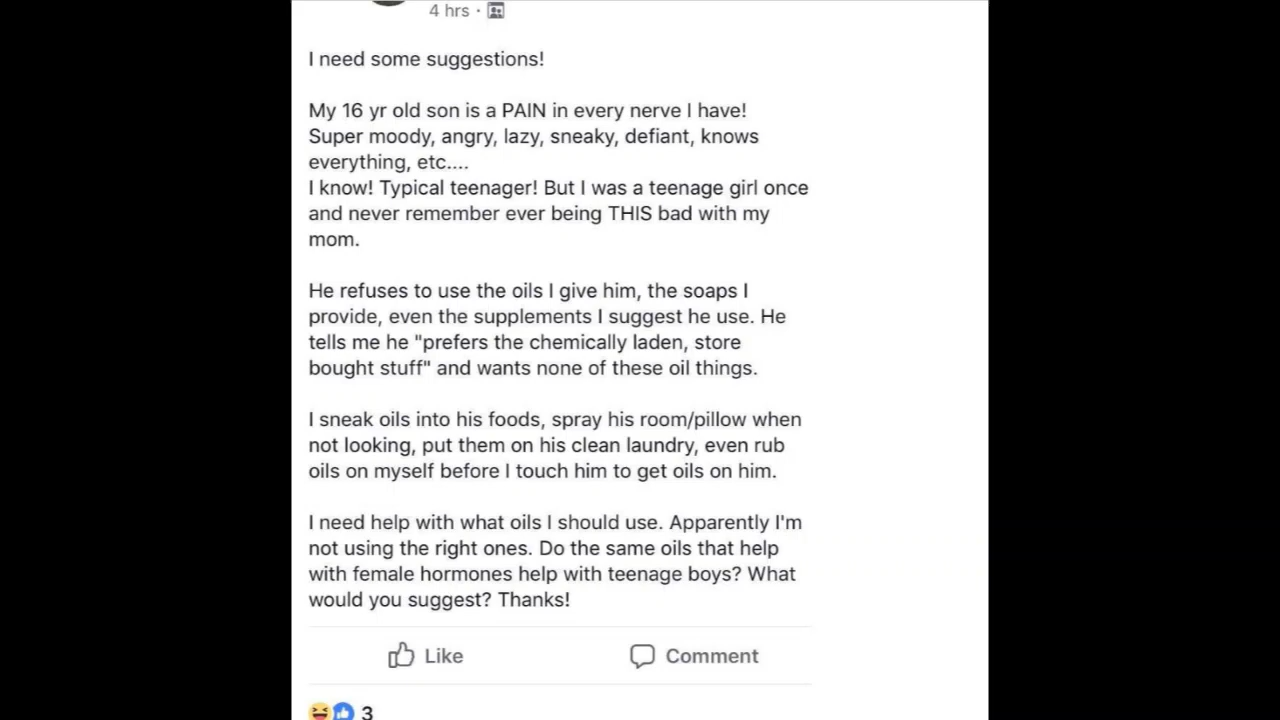 4 hrs ·
I need some suggestions!
My 16 yr old son is a PAIN in every nerve I have!
Super moody, angry, lazy, sneaky, defiant, knows
everything, etc....
I know! Typical teenager! But I was a teenage girl once
and never remember ever being THIS bad with my
mom.
He refuses to use the oils I give him, the soaps I
provide, even the supplements I suggest he use. He
tells me he "prefers the chemically laden, store
bought stuff" and wants none of these oil things.
I sneak oils into his foods, spray his room/pillow when
not looking, put them on his clean laundry, even rub
oils on myself before I touch him to get oils on him.
I need help with what oils I should use. Apparently I'm
not using the right ones. Do the same oils that help
with female hormones help with teenage boys? What
would you suggest? Thanks!
Like Comment
3